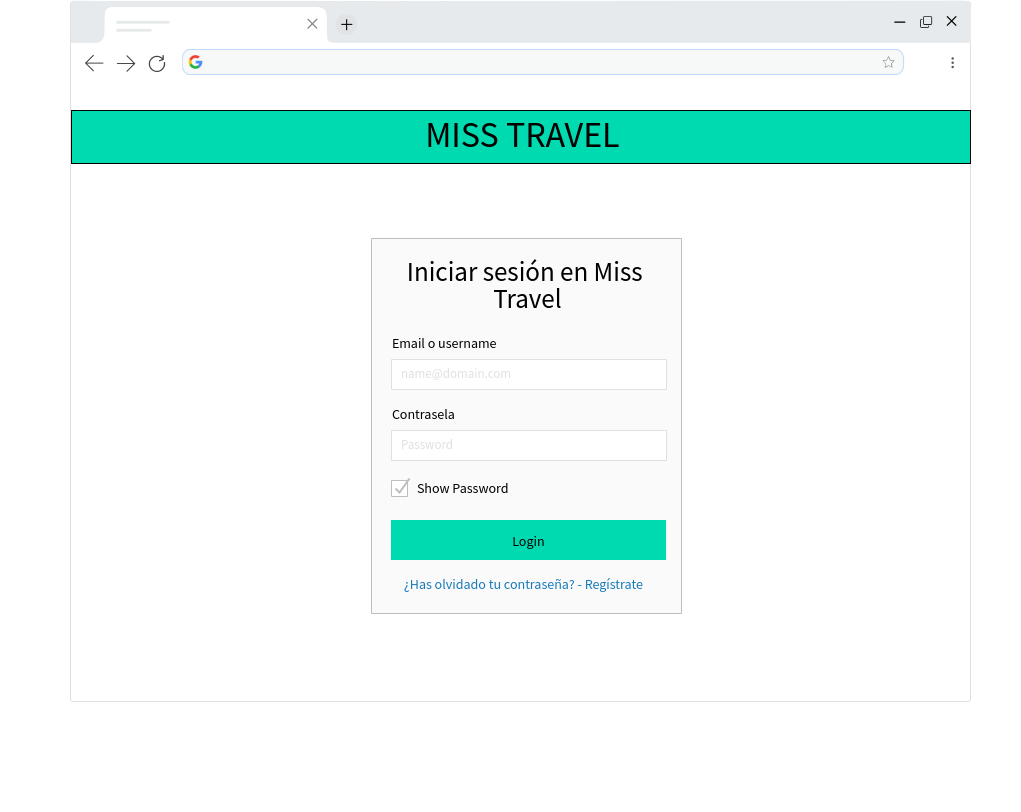 MISS TRAVEL
Iniciar sesión en Miss
Travel
Email o username
name@domain.com
Contrasela
Password
Show Password
Login
¿Has olvidado tu contraseña? - Regístrate